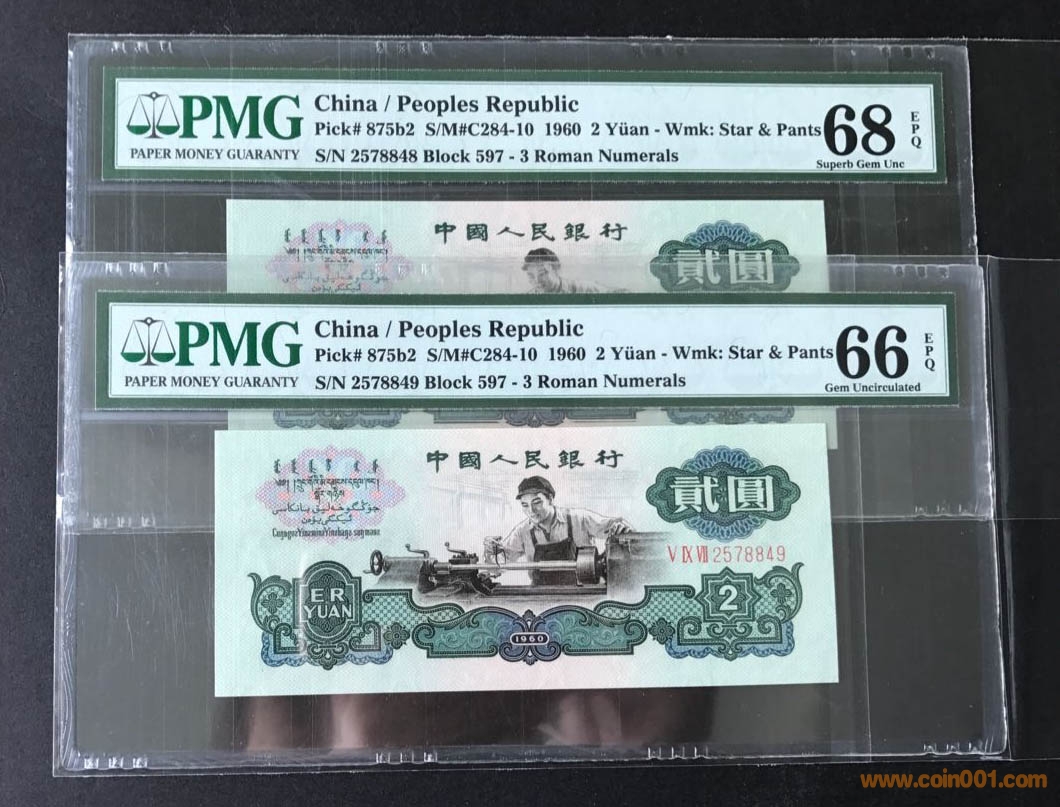 PMG
PAPER MONEY GUARANTY
China / Peoples Republic
Pick# 875b2 S/M#C284-10 1960 2 Yüan - Wmk: Star & Pants
S/N 2578848 Block 597 - 3 Roman Numerals
68
EPQ
Superb Gem Unc
中國人民銀行
貳圓
PMG
PAPER MONEY GUARANTY
China / Peoples Republic
Pick# 875b2 S/M#C284-10 1960 2 Yüan - Wmk: Star & Pants
S/N 2578849 Block 597 - 3 Roman Numerals
66
EPQ
Gem Uncirculated
中國人民銀行
貳圓
V IX VII 2578849
ER
YUAN
2
1960
www.coin001.com